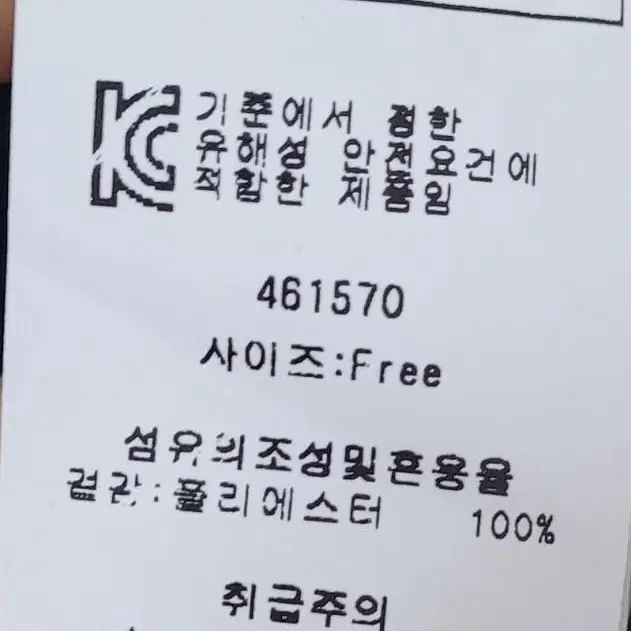 KC 기준에서 정한
유해성 안전요건에
적합한 제품임
461570
사이즈:Free
섬유의조성및혼용율
겉감:폴리에스터 100%
취급주의